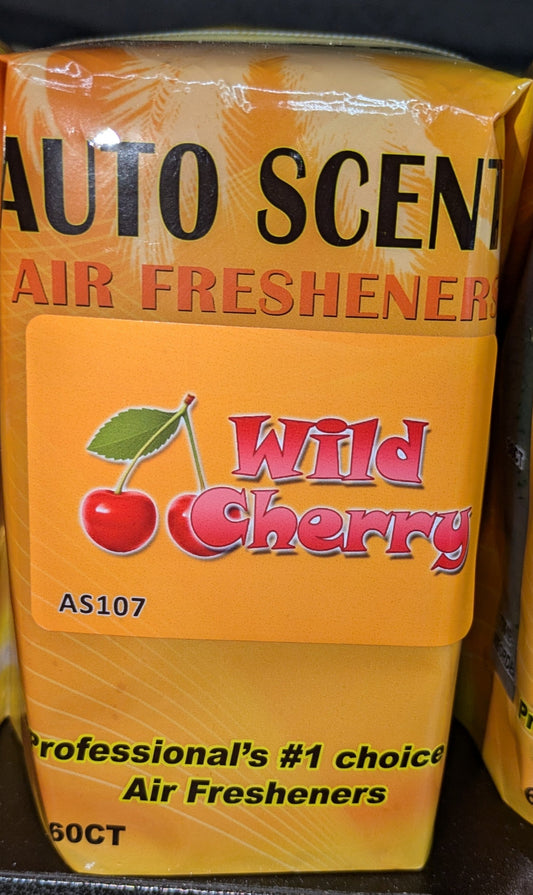 AUTO SCENT
AIR FRESHENERS
Wild
Cherry
AS107
Professional's #1 choice
Air Fresheners
60CT